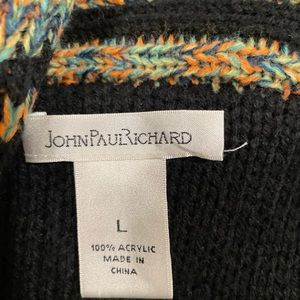 JOHNPAULRICHARD
L
100% ACRYLIC
MADE IN
CHINA